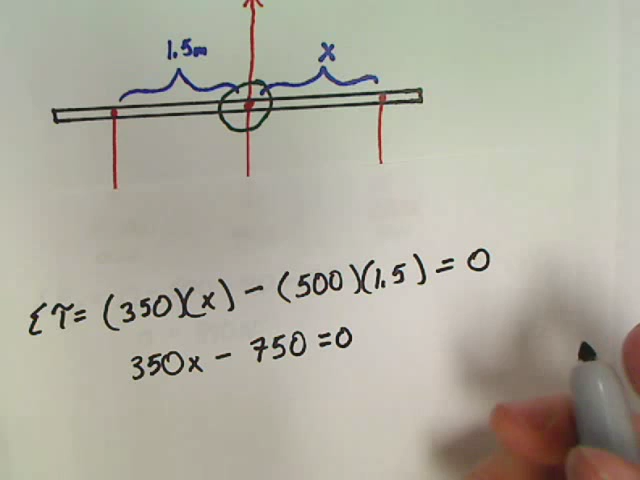 1.5m
x
Στ = (350)(x) - (500)(1.5) = 0
350x - 750 = 0